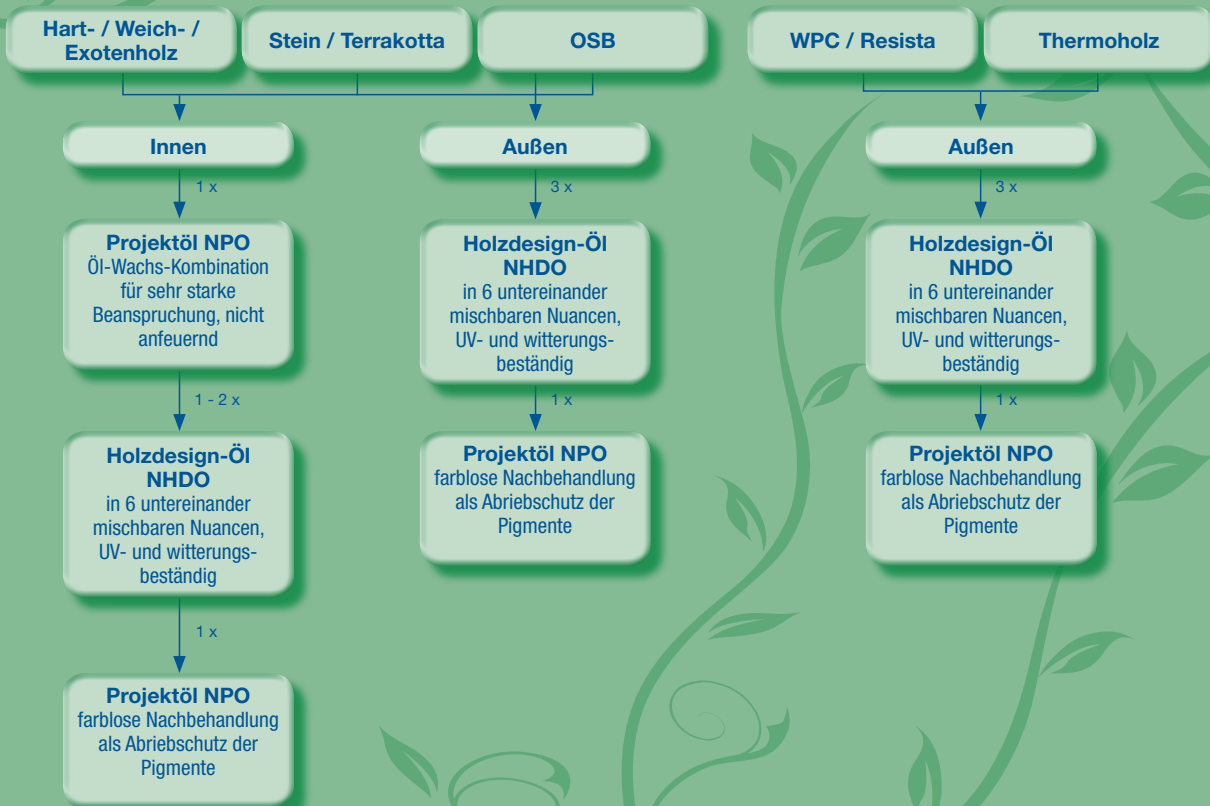 Hart- / Weich- /
Exotenholz
Stein / Terrakotta
OSB
WPC / Resista
Thermoholz
Innen
1 x
Projektöl NPO
Öl-Wachs-Kombination
für sehr starke
Beanspruchung, nicht
anfeuernd
1 - 2 x
Holzdesign-Öl
NHDO
in 6 untereinander
mischbaren Nuancen,
UV- und witterungs-
beständig
1 x
Projektöl NPO
farblose Nachbehandlung
als Abriebschutz der
Pigmente
Außen
3 x
Holzdesign-Öl
NHDO
in 6 untereinander
mischbaren Nuancen,
UV- und witterungs-
beständig
1 x
Projektöl NPO
farblose Nachbehandlung
als Abriebschutz der
Pigmente
Außen
3 x
Holzdesign-Öl
NHDO
in 6 untereinander
mischbaren Nuancen,
UV- und witterungs-
beständig
1 x
Projektöl NPO
farblose Nachbehandlung
als Abriebschutz der
Pigmente